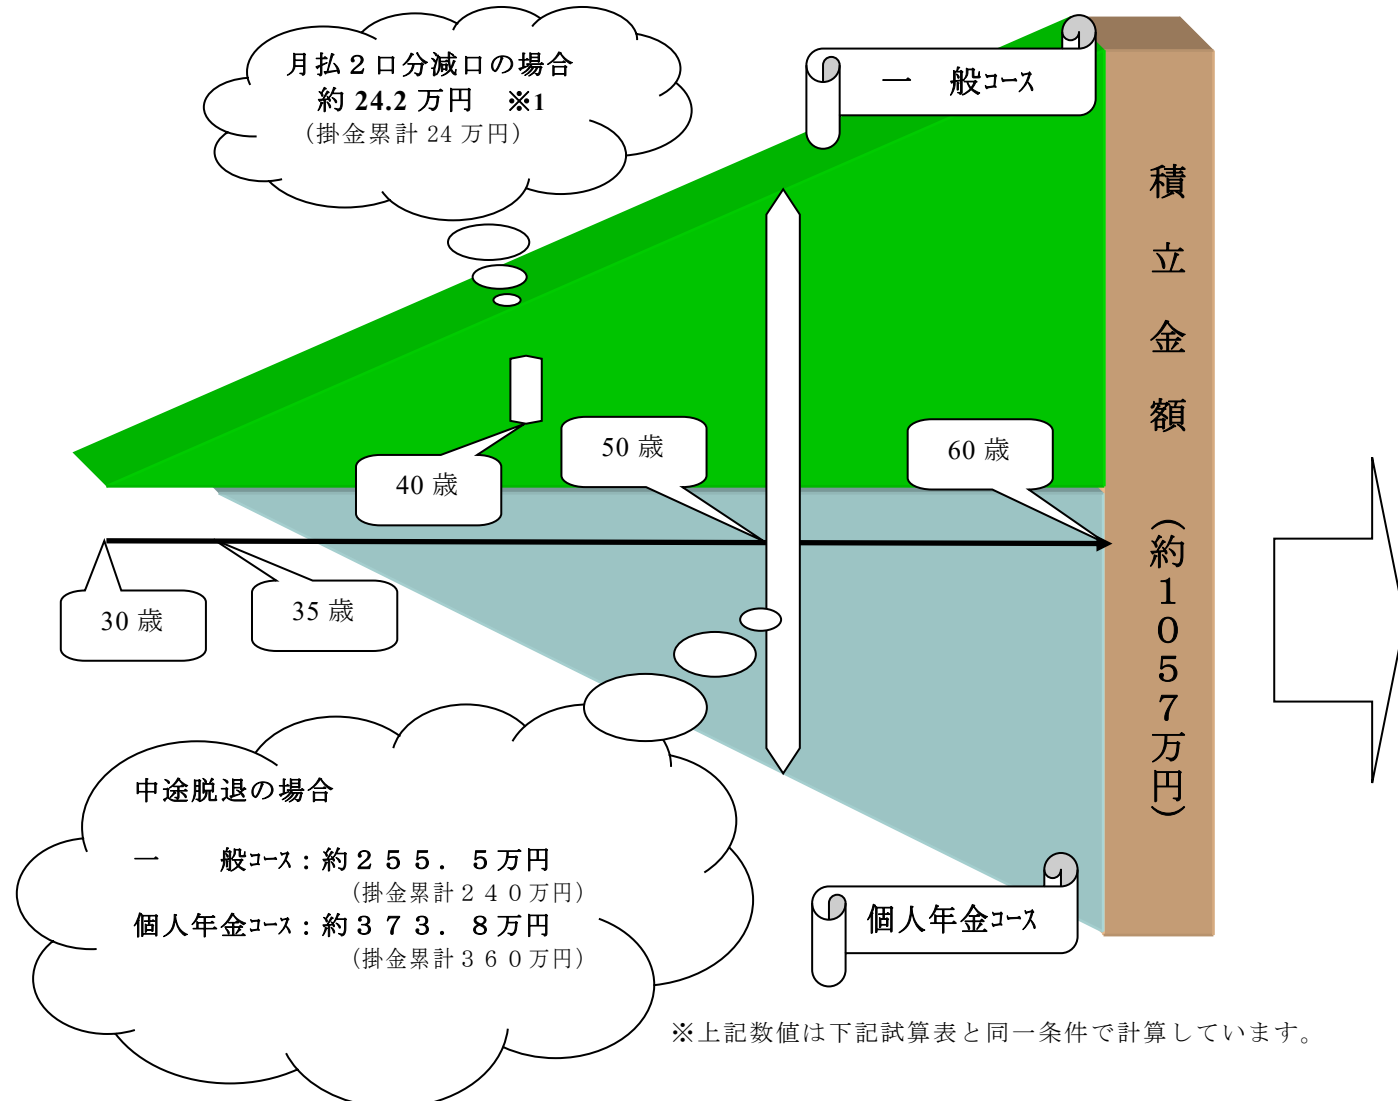 月払２口分減口の場合
約 24.2 万円　※1
（掛金累計 24 万円）
一　般コース
積立金額（約１０５７万円）
50 歳
60 歳
40 歳
30 歳
35 歳
中途脱退の場合
一　　般コース：約２５５．５万円
（掛金累計２４０万円）
個人年金コース：約３７３．８万円
（掛金累計３６０万円）
個人年金コース
※上記数値は下記試算表と同一条件で計算しています。